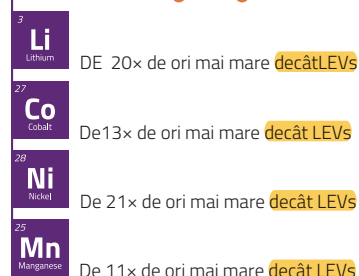 3
Li
Lithium
DE 20× de ori mai mare decâtLEVs
27
Co
Cobalt
De13× de ori mai mare decât LEVs
28
Ni
Nickel
De 21× de ori mai mare decât LEVs
25
Mn
Manganese
De 11× de ori mai mare decât LEVs